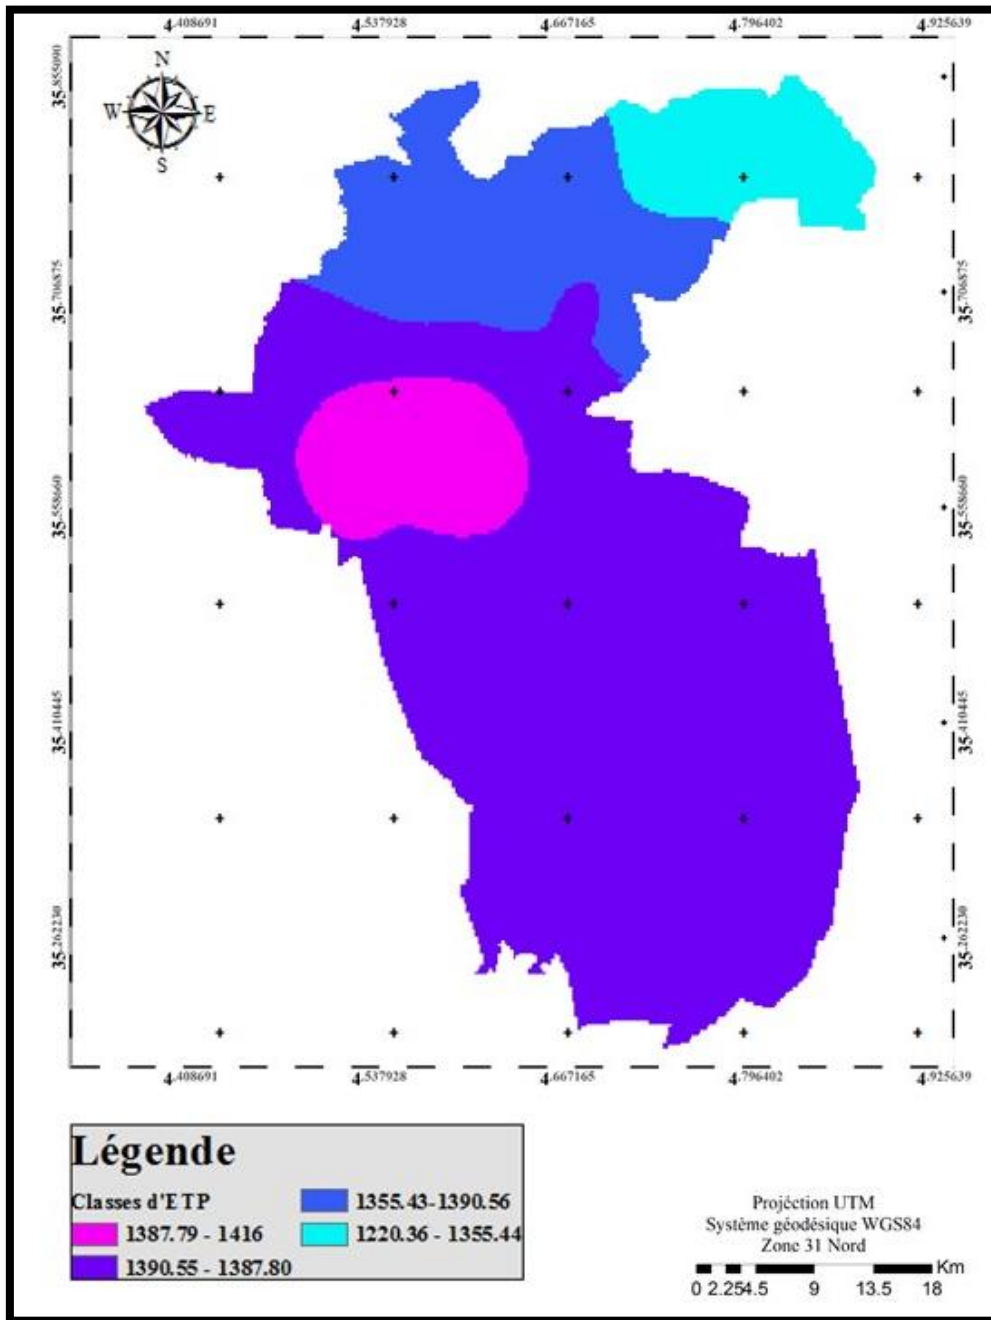 4.408691 4.537928 4.667165 4.796402 4.925639
N
W E
S
35.855090
35.706875 35.706875
35.558660 35.558660
35.410445 35.410445
35.262230 35.262230
4.408691 4.537928 4.667165 4.796402 4.925639
Légende
Classes d'ETP
1387.79 - 1416
1390.55 - 1387.80
1355.43-1390.56
1220.36 - 1355.44
Projéction UTM
Système géodésique WGS84
Zone 31 Nord
Km
0 2.25 4.5 9 13.5 18